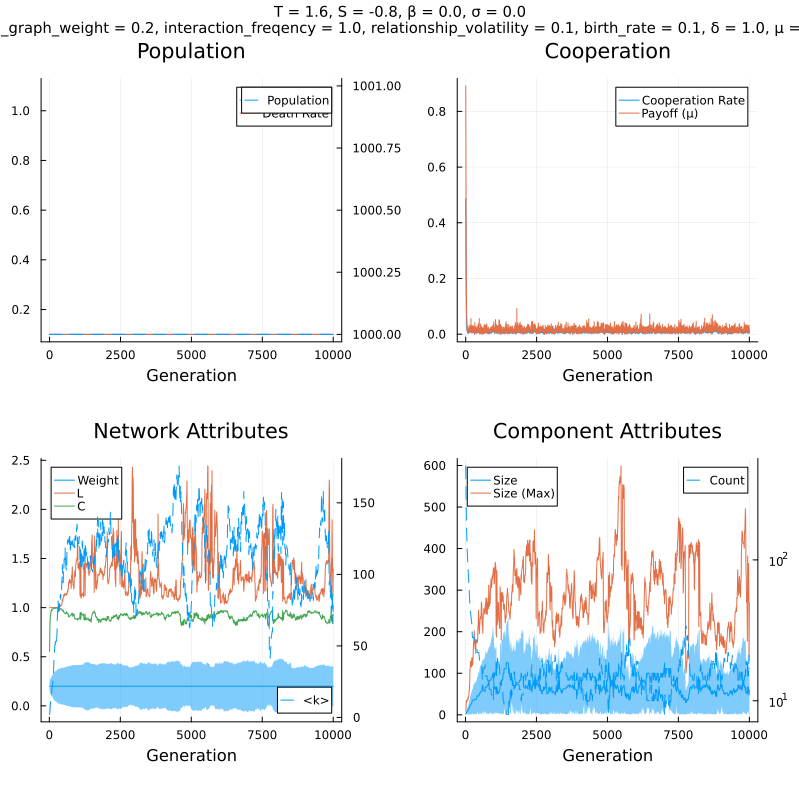 T = 1.6, S = -0.8, β = 0.0, σ = 0.0
_graph_weight = 0.2, interaction_freqency = 1.0, relationship_volatility = 0.1, birth_rate = 0.1, δ = 1.0, μ =
Population
Cooperation
Population
Death Rate
Cooperation Rate
Payoff (μ)
1.0
0.8
0.6
0.4
0.2
1001.00
1000.75
1000.50
1000.25
1000.00
0.8
0.6
0.4
0.2
0.0
0 2500 5000 7500 10000
0 2500 5000 7500 10000
Generation
Generation
Network Attributes
Component Attributes
Weight
L
C
<k>
Size
Size (Max)
Count
2.5
2.0
1.5
1.0
0.5
0.0
150
100
50
0
600
500
400
300
200
100
0
10²
10¹
0 2500 5000 7500 10000
0 2500 5000 7500 10000
Generation
Generation